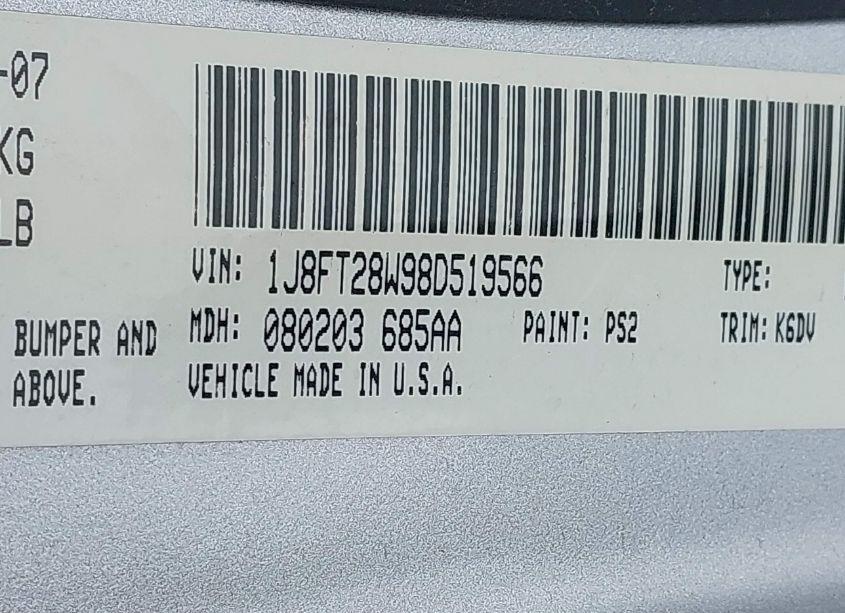 -07
KG
LB
VIN: 1J8FT28W98D519566 TYPE:
BUMPER AND MDH: 080203 685AA PAINT: PS2 TRIM: K6DV
ABOVE. VEHICLE MADE IN U.S.A.